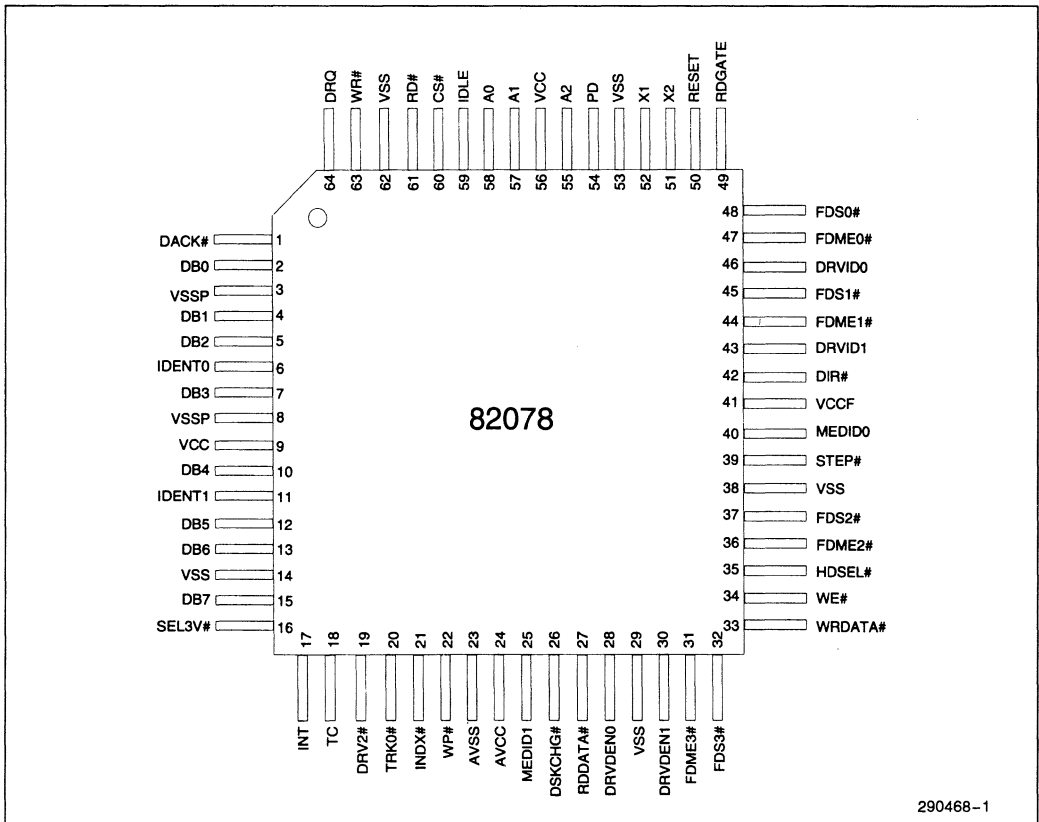 DRQ
WR#
VSS
RD#
CS#
IDLE
A0
A1
VCC
A2
PD
VSS
X1
X2
RESET
RDGATE
64
63
62
61
60
59
58
57
56
55
54
53
52
51
50
49
DACK# 1
DB0 2
VSSP 3
DB1 4
DB2 5
IDENT0 6
DB3 7
VSSP 8
VCC 9
DB4 10
IDENT1 11
DB5 12
DB6 13
VSS 14
DB7 15
SEL3V# 16
82078
48 FDS0#
47 FDME0#
46 DRVID0
45 FDS1#
44 FDME1#
43 DRVID1
42 DIR#
41 VCCF
40 MEDID0
39 STEP#
38 VSS
37 FDS2#
36 FDME2#
35 HDSEL#
34 WE#
33 WRDATA#
17
18
19
20
21
22
23
24
25
26
27
28
29
30
31
32
INT
TC
DRV2#
TRK0#
INDX#
WP#
AVSS
AVCC
MEDID1
DSKCHG#
RDDATA#
DRVDEN0
VSS
DRVDEN1
FDME3#
FDS3#
290468-1